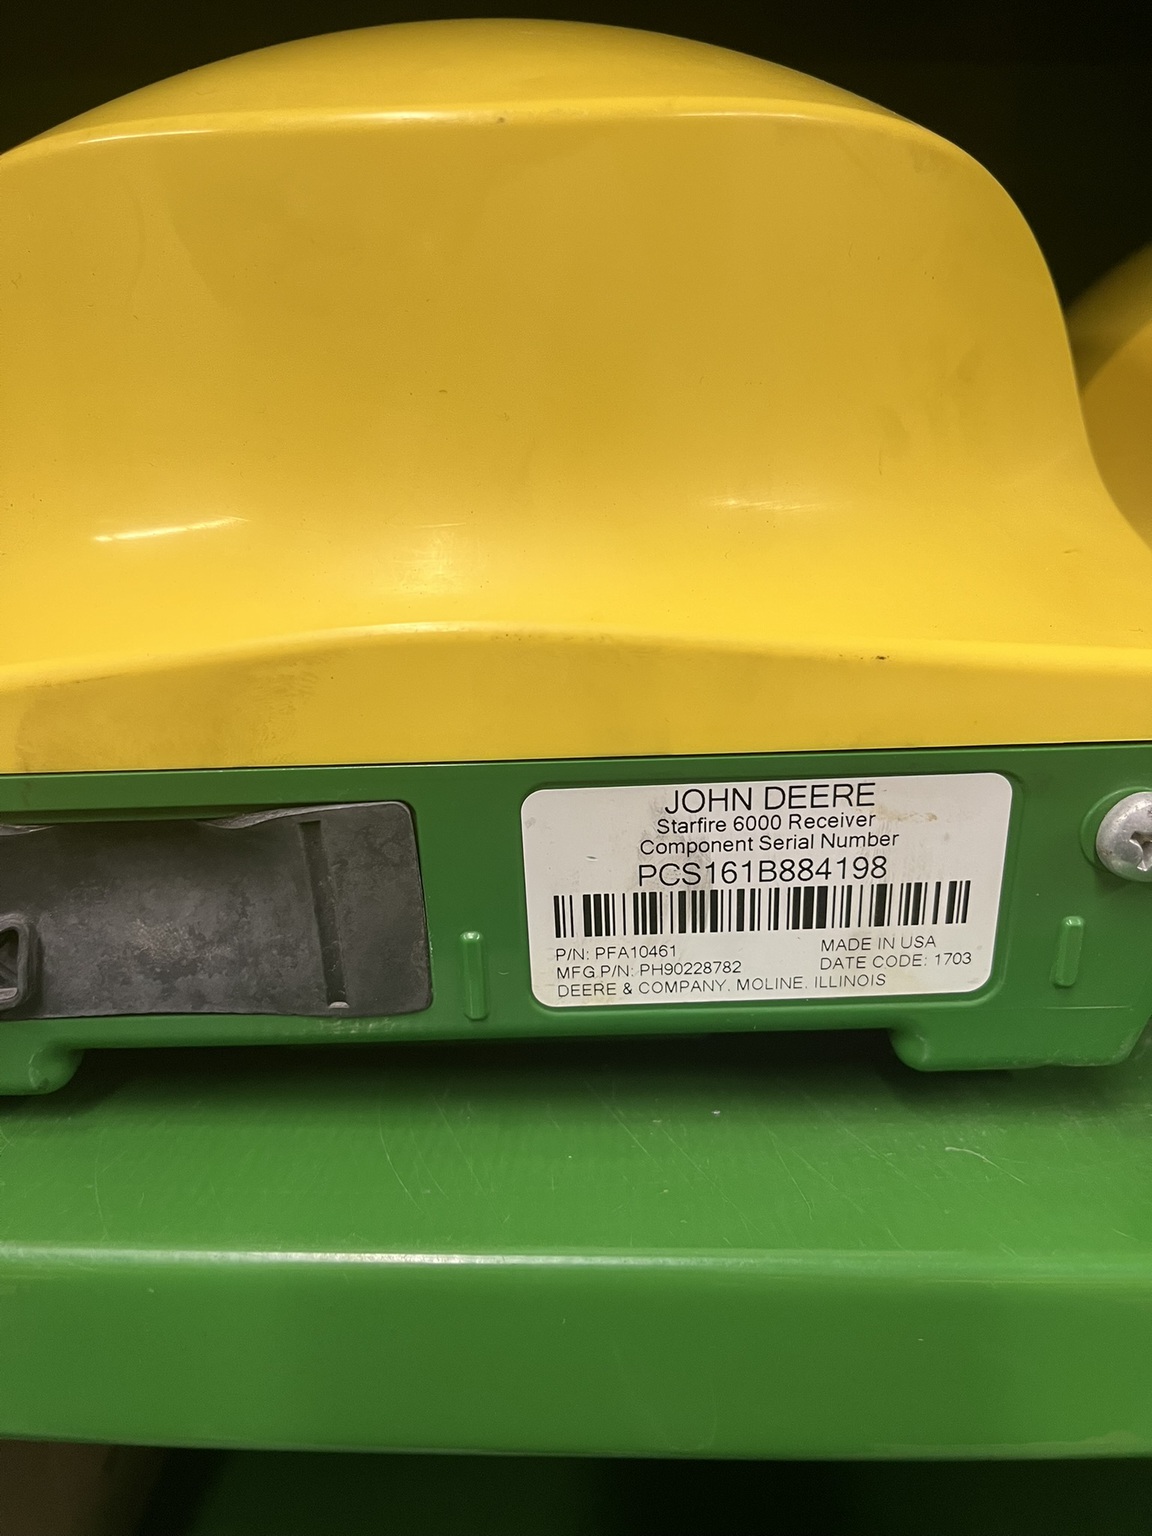 JOHN DEERE
Starfire 6000 Receiver
Component Serial Number
PCS161B884198
P/N: PFA10461
MADE IN USA
MFG P/N: PH90228782
DATE CODE: 1703
DEERE & COMPANY, MOLINE, ILLINOIS